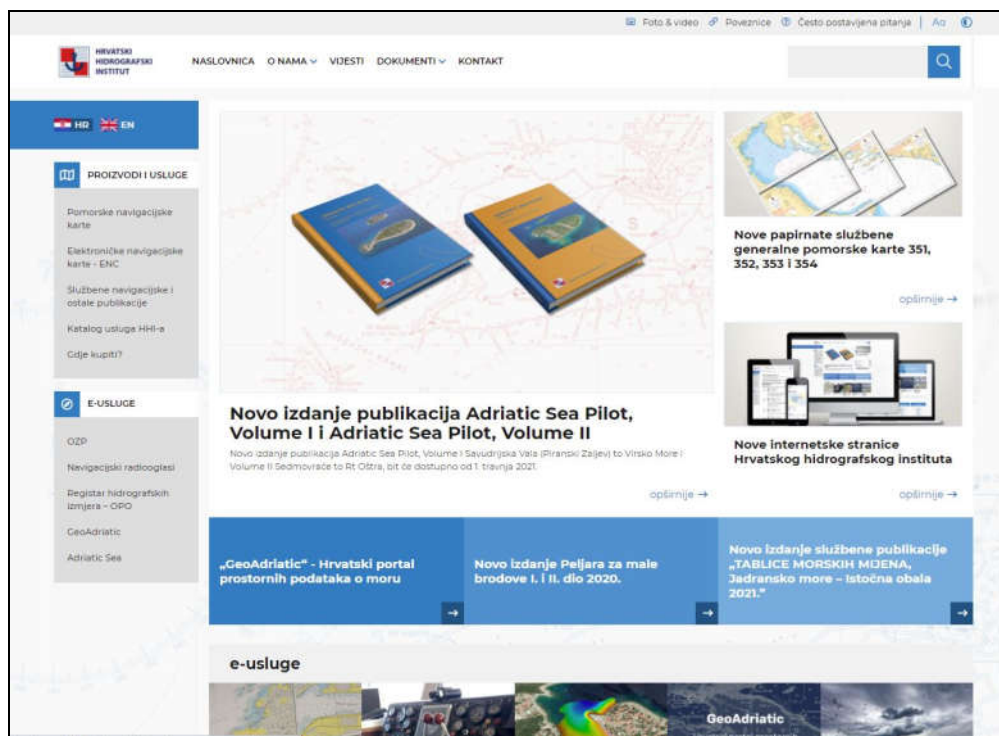 Foto & video Poveznice Često postavljena pitanja Aa
HRVATSKI
HIDROGRAFSKI
INSTITUT
NASLOVNICA O NAMA VIJESTI DOKUMENTI KONTAKT
HR EN
PROIZVODI I USLUGE
Pomorske navigacijske
karte
Elektroničke navigacijske
karte - ENC
Službene navigacijske i
ostale publikacije
Katalog usluga HHI-a
Gdje kupiti?
E-USLUGE
OZP
Navigacijski radiooglasi
Registar hidrografskih
izmjera – OPO
GeoAdriatic
Adriatic Sea
Novo izdanje publikacija Adriatic Sea Pilot,
Volume I i Adriatic Sea Pilot, Volume II
Novo izdanje publikacija Adriatic Sea Pilot, Volume I Savudrijska Vala (Piranski Zaljev) to Virsko More i
Volume II Sedmovraće to Rt Oštra, bit će dostupno od 1. travnja 2021.
opširnije →
Nove papirnate službene
generalne pomorske karte 351,
352, 353 i 354
opširnije →
Nove internetske stranice
Hrvatskog hidrografskog instituta
opširnije →
„GeoAdriatic“ - Hrvatski portal
prostornih podataka o moru
→
Novo izdanje Peljara za male
brodove I. i II. dio 2020.
→
Novo izdanje službene publikacije
„TABLICE MORSKIH MIJENA,
Jadransko more – Istočna obala
2021.”
→
e-usluge
GeoAdriatic